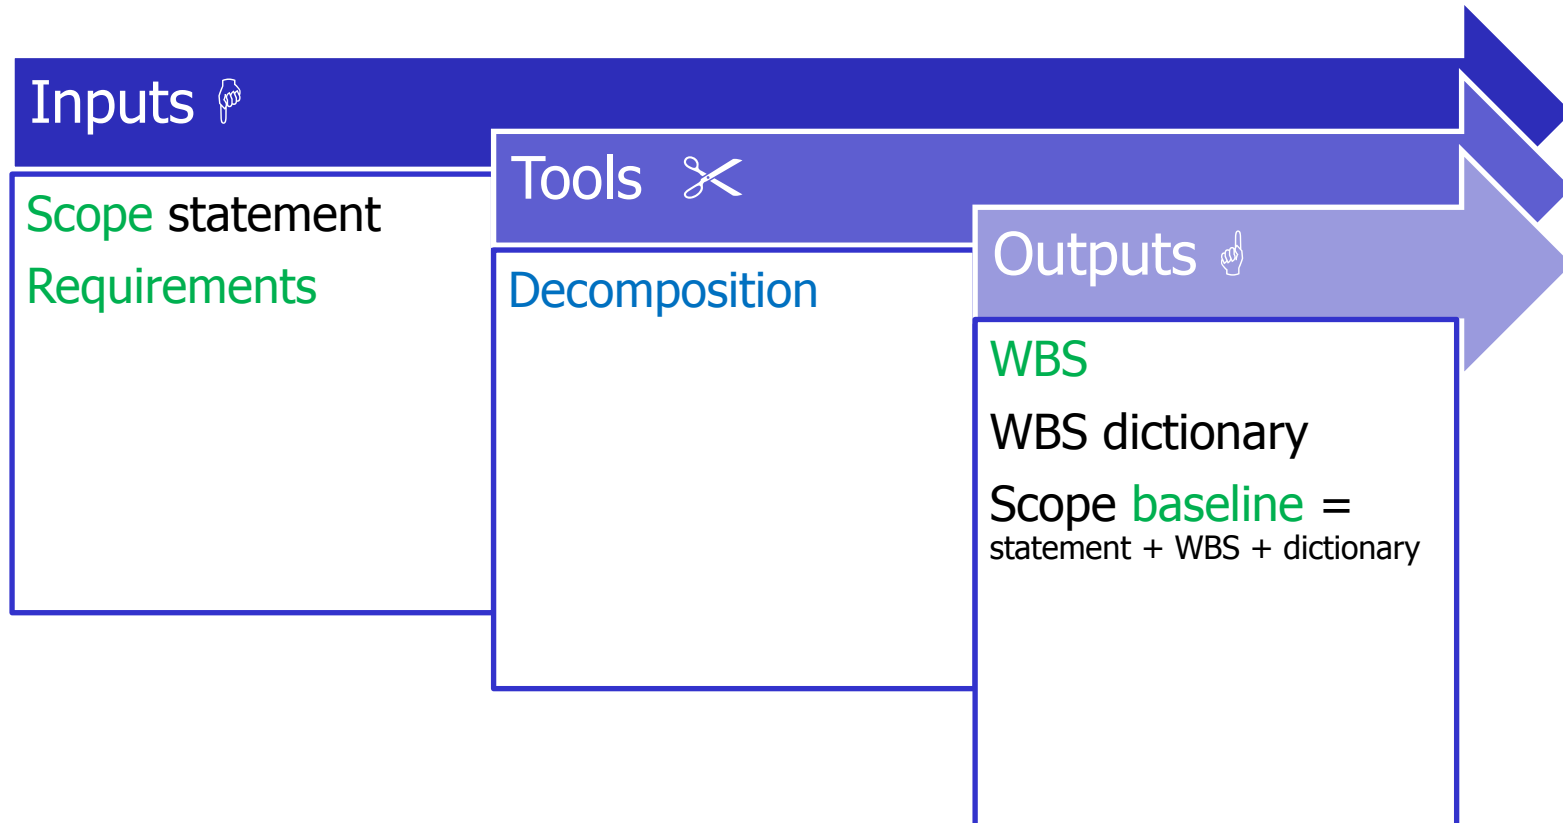 Inputs
Scope statement
Requirements
Tools
Decomposition
Outputs
WBS
WBS dictionary
Scope baseline =
statement + WBS + dictionary